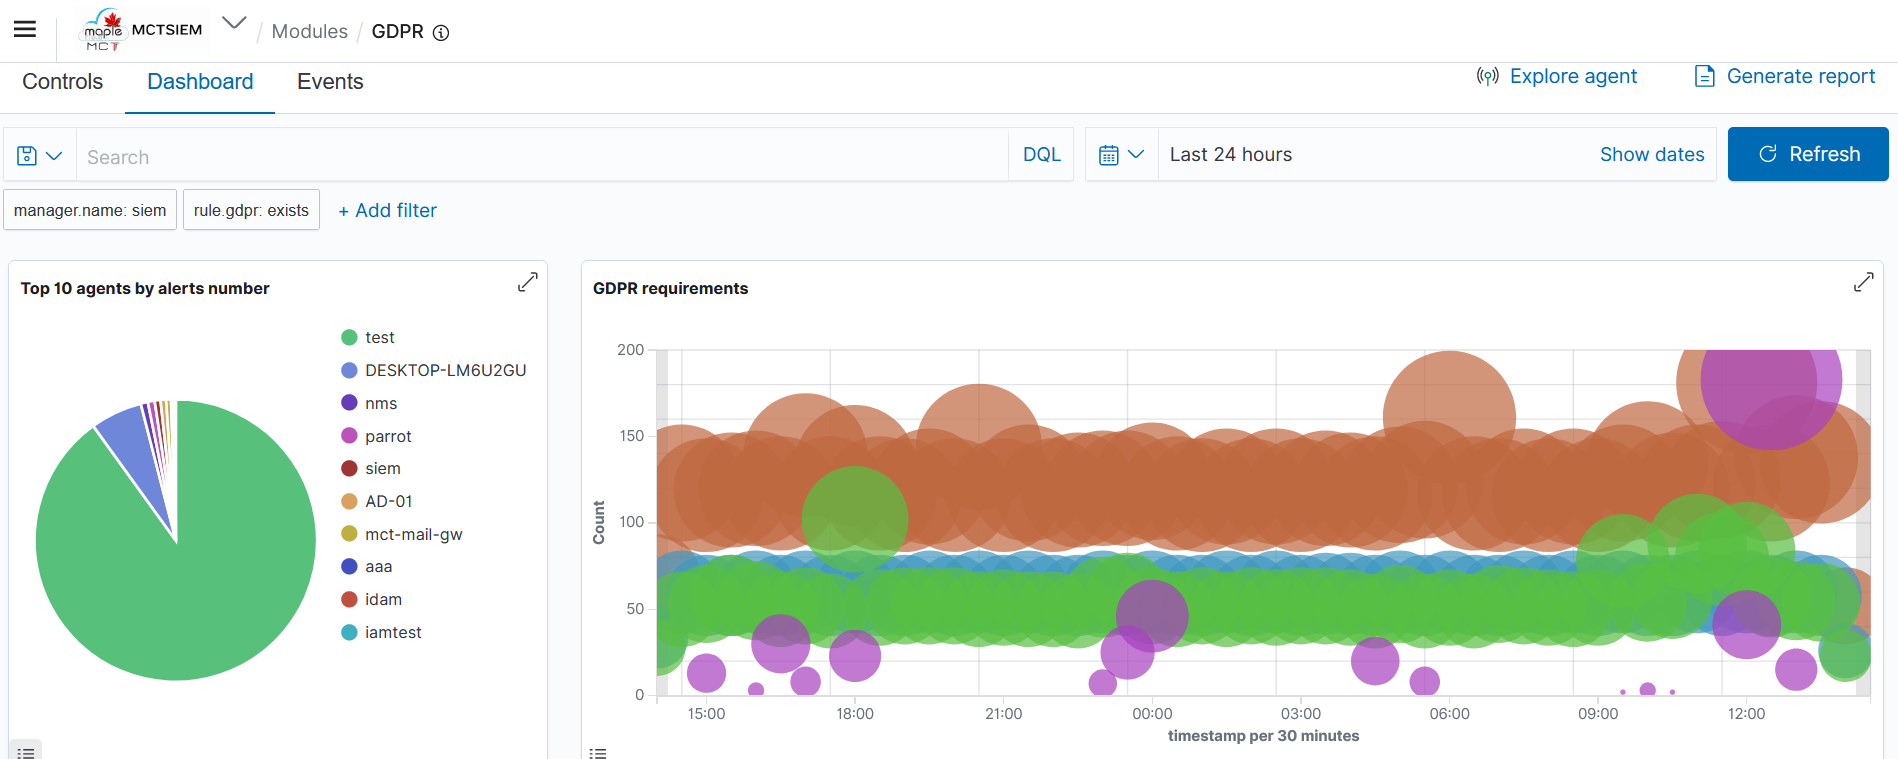 maple
MCT
MCTSIEM / Modules / GDPR
Controls Dashboard Events
Explore agent Generate report
Search DQL Last 24 hours Show dates Refresh
manager.name: siem rule.gdpr: exists + Add filter
Top 10 agents by alerts number
test
DESKTOP-LM6U2GU
nms
parrot
siem
AD-01
mct-mail-gw
aaa
idam
iamtest
GDPR requirements
200
150
100
50
0
Count
15:00 18:00 21:00 00:00 03:00 06:00 09:00 12:00
timestamp per 30 minutes